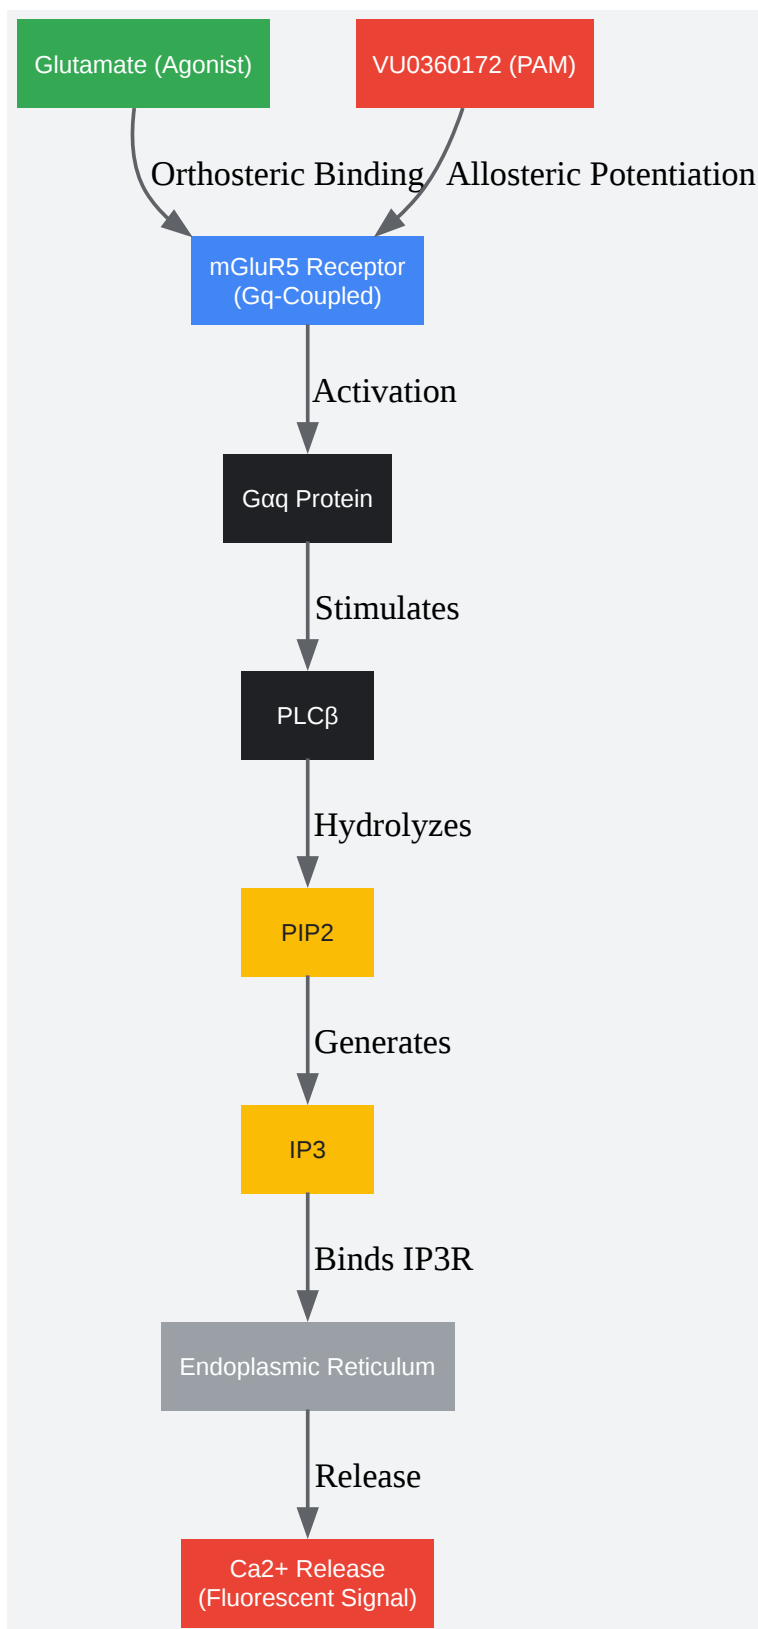 Glutamate (Agonist)
VU0360172 (PAM)
Orthosteric Binding
Allosteric Potentiation
mGluR5 Receptor
(Gq-Coupled)
Activation
Gαq Protein
Stimulates
PLCβ
Hydrolyzes
PIP2
Generates
IP3
Binds IP3R
Endoplasmic Reticulum
Release
Ca2+ Release
(Fluorescent Signal)